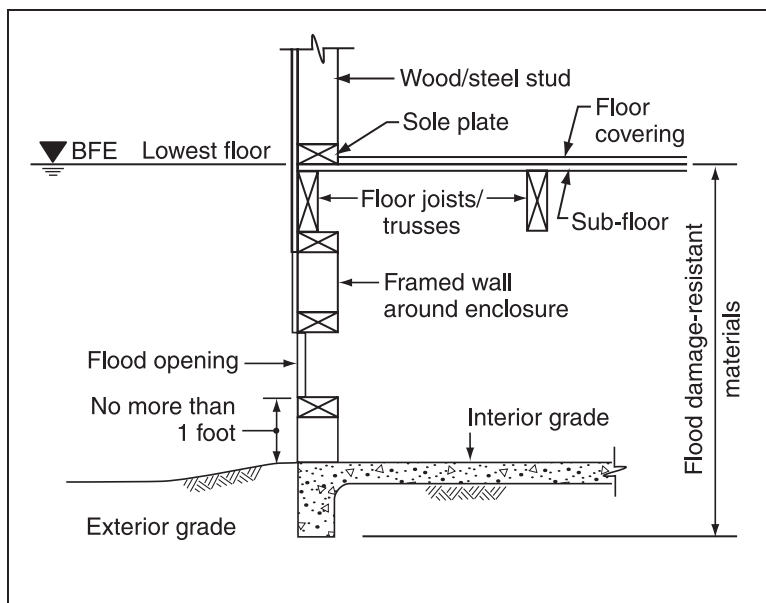 Wood/steel stud
Floor
covering
Sole plate
BFE Lowest floor
Floor joists/
trusses
Sub-floor
Framed wall
around enclosure
Flood opening
No more than
1 foot
Interior grade
Exterior grade
Flood damage-resistant
materials